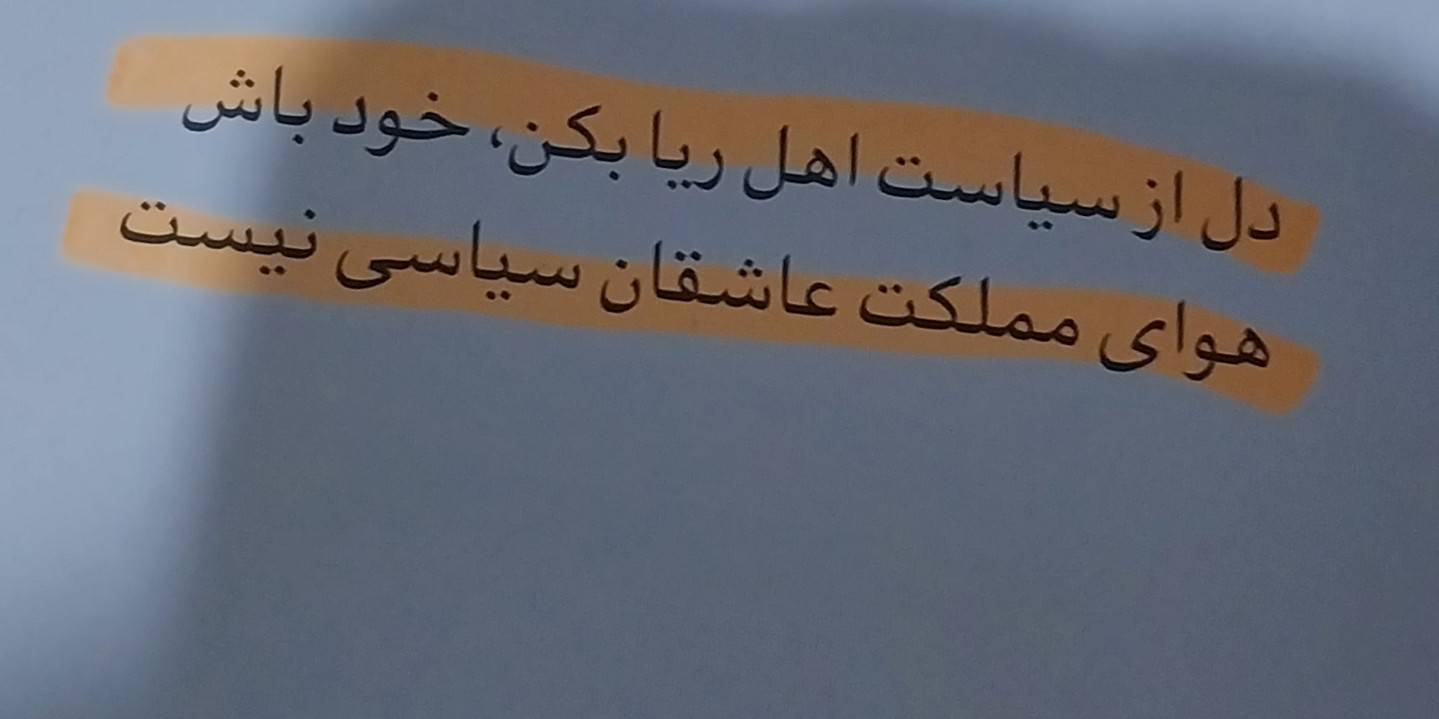 دل از سیاست اهل ریا بکن، خود باش
هوای مملکت عاشقان سیاسی نیست